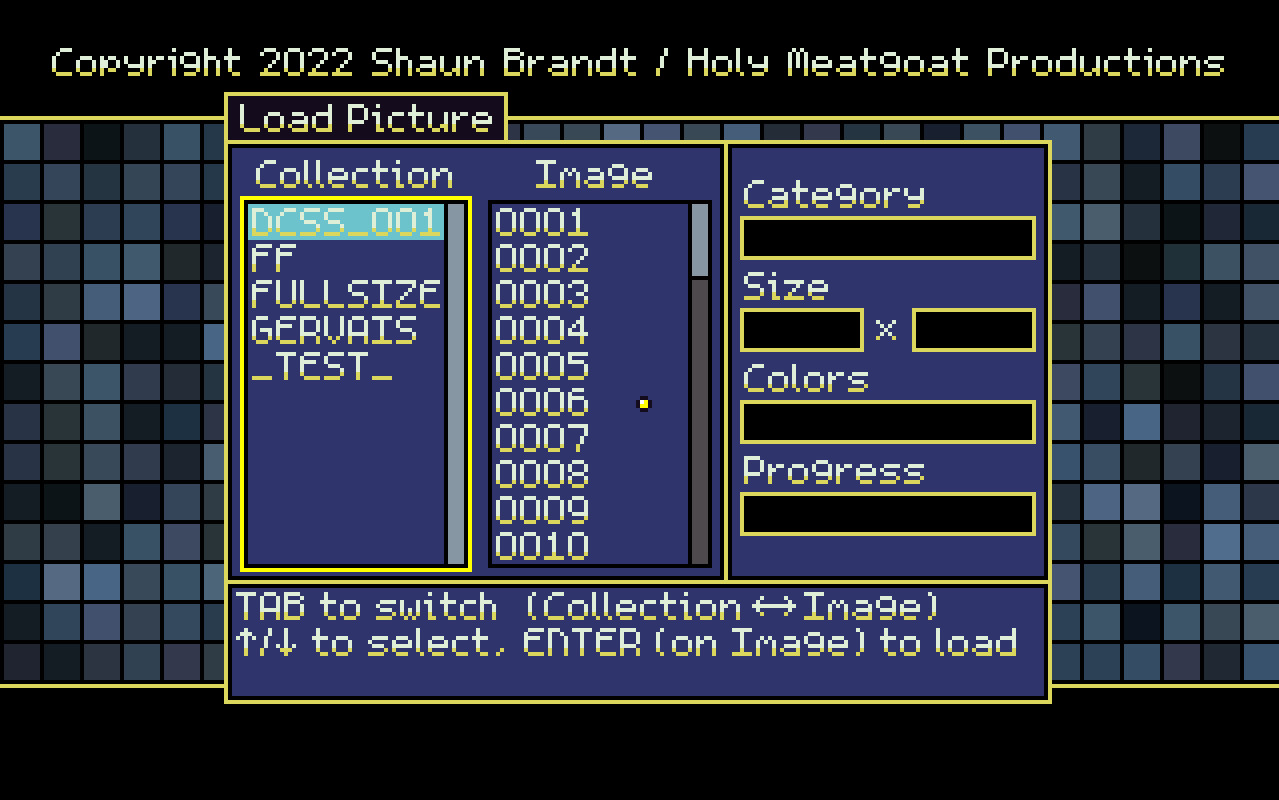 Copyright 2022 Shaun Brandt / Holy Meatgoat Productions
Load Picture
Collection
DCSS_001
FF
FULLSIZE
GERVAIS
_TEST_
Image
0001
0002
0003
0004
0005
0006
0007
0008
0009
0010
Category
Size
x
Colors
Progress
TAB to switch (Collection ↔ Image)
↑/↓ to select, ENTER (on Image) to load